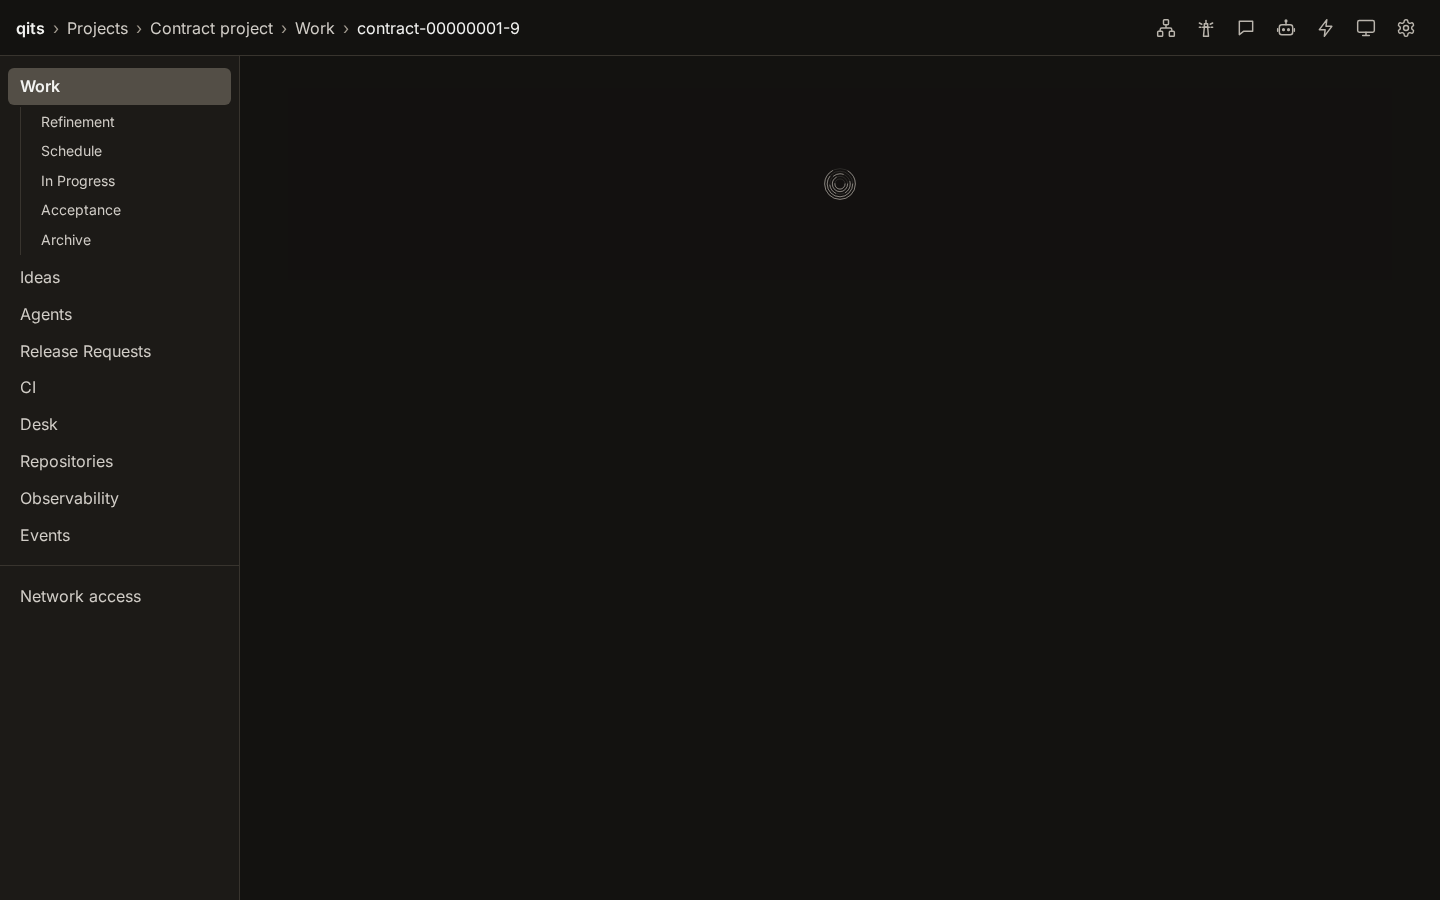 qits › Projects › Contract project › Work › contract-00000001-9
Work
Refinement
Schedule
In Progress
Acceptance
Archive
Ideas
Agents
Release Requests
CI
Desk
Repositories
Observability
Events
Network access